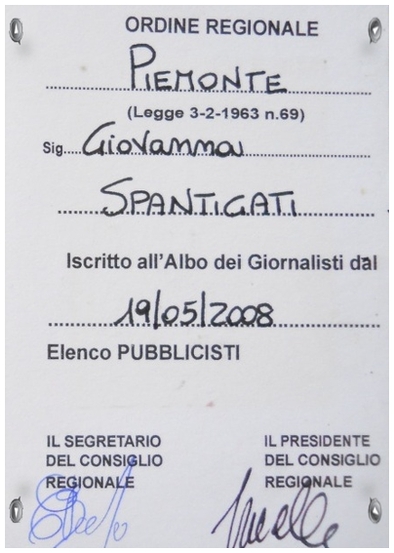 ORDINE REGIONALE
PIEMONTE
(Legge 3-2-1963 n.69)
Sig. Giovanna
SPANTIGATI
Iscritto all'Albo dei Giornalisti dal
19/05/2008
Elenco PUBBLICISTI
IL SEGRETARIO IL PRESIDENTE
DEL CONSIGLIO DEL CONSIGLIO
REGIONALE REGIONALE